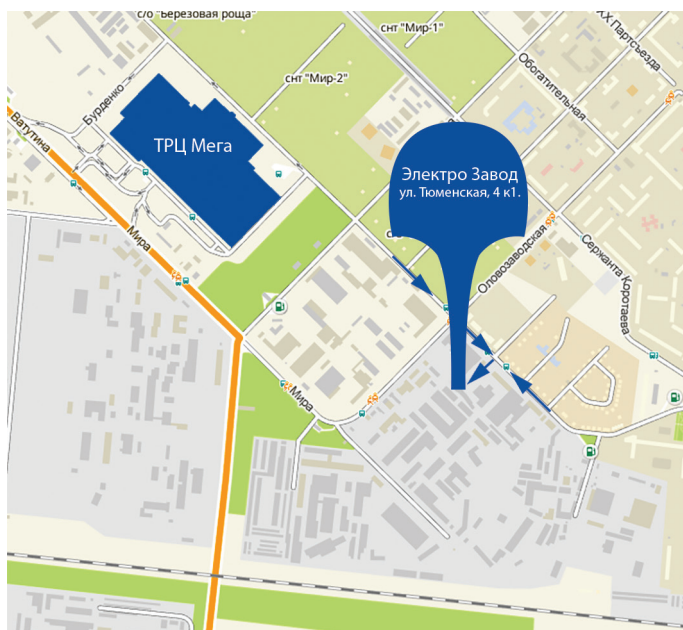 с/о "Березовая роща"
снт "Мир-1"
ХХ Партсъезда
снт "Мир-2"
Обогатительная
Бурденко
Ватутина
ТРЦ Мега
Электро Завод
ул. Тюменская, 4 к1.
Мира
Оловозаводская
Сержанта Коротаева
Мира